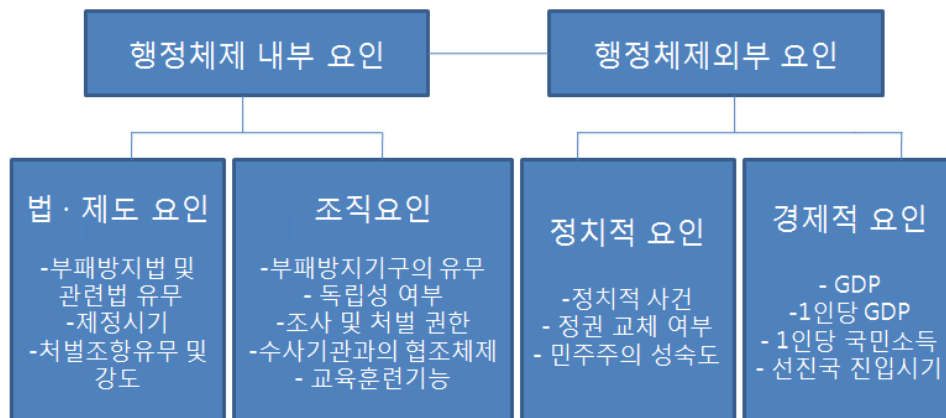 행정체제 내부 요인
행정체제외부 요인
법 · 제도 요인
-부패방지법 및
관련법 유무
-제정시기
-처벌조항유무 및
강도
조직요인
-부패방지기구의 유무
- 독립성 여부
-조사 및 처벌 권한
-수사기관과의 협조체제
- 교육훈련기능
정치적 요인
-정치적 사건
- 정권 교체 여부
- 민주주의 성숙도
경제적 요인
- GDP
-1인당 GDP
- 1인당 국민소득
- 선진국 진입시기